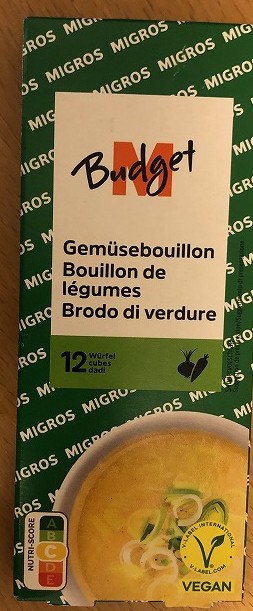 MIGROS MIGROS MIGROS
M Budget
Gemüsebouillon
Bouillon de
légumes
Brodo di verdure
12 Würfel
cubes
dadi
NUTRI-SCORE
A
B
C
D
E
V-LABEL INTERNATIONAL
V-LABEL.COM
VEGAN